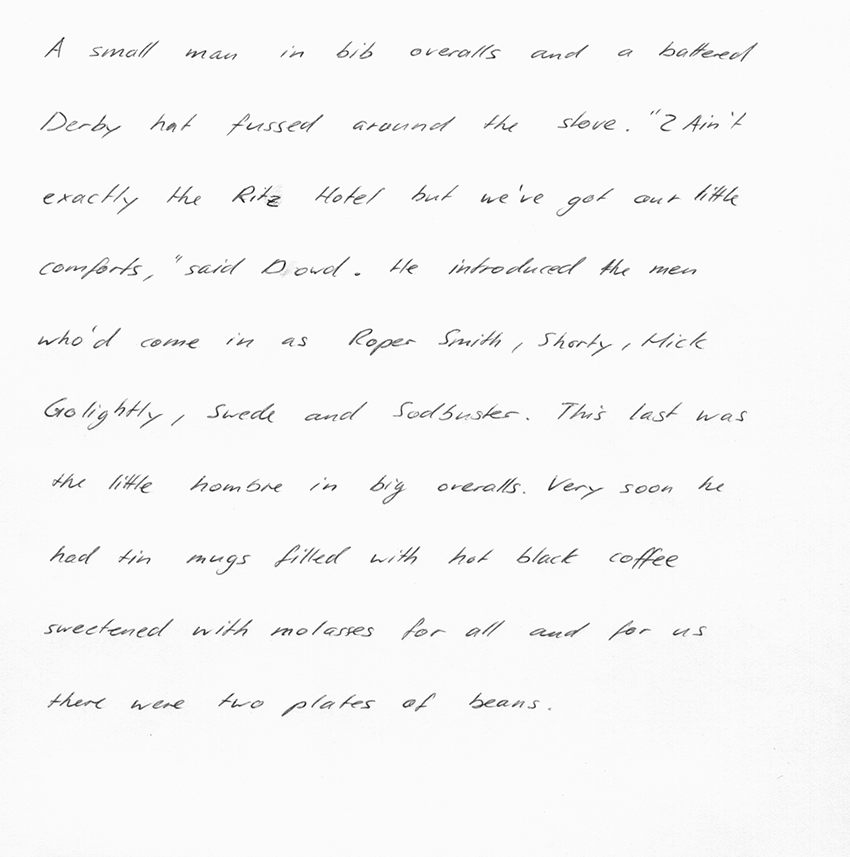 A small man in bib overalls and a battered
Derby hat fussed around the stove. "2 Ain't
exactly the Ritz Hotel but we've got our little
comforts," said Dowd. He introduced the men
who'd come in as Roper Smith, Shorty, Mick
Golightly, Swede and Sodbuster. This last was
the little hombre in big overalls. Very soon he
had tin mugs filled with hot black coffee
sweetened with molasses for all and for us
there were two plates of beans.